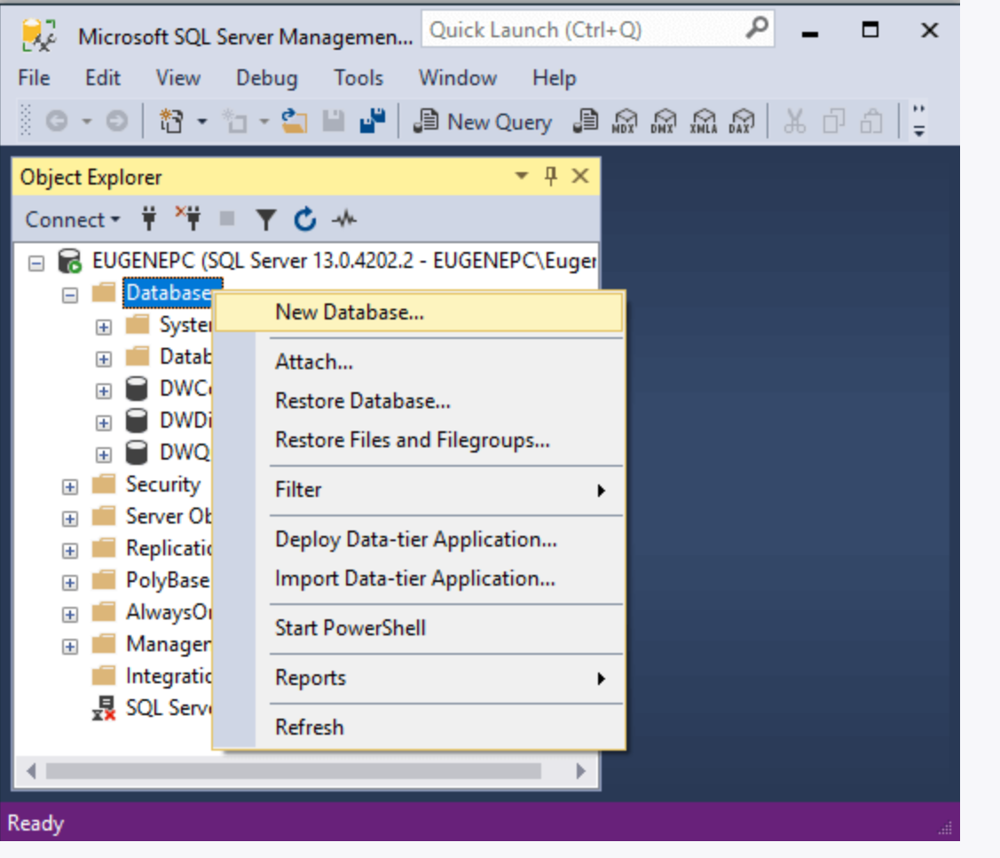 Microsoft SQL Server Managemen... Quick Launch (Ctrl+Q)
File Edit View Debug Tools Window Help
New Query MDX DMX XMLA DAX
Object Explorer
Connect
EUGENEPC (SQL Server 13.0.4202.2 - EUGENEPC\Euger
Database
New Database...
Syste
Datab
Attach...
DWC
Restore Database...
DWDi
Restore Files and Filegroups...
DWQ
Security
Filter
Server Ob
Deploy Data-tier Application...
Replicatio
PolyBase
Import Data-tier Application...
AlwaysO
Start PowerShell
Manager
Integratio
Reports
SQL Serv
Refresh
Ready